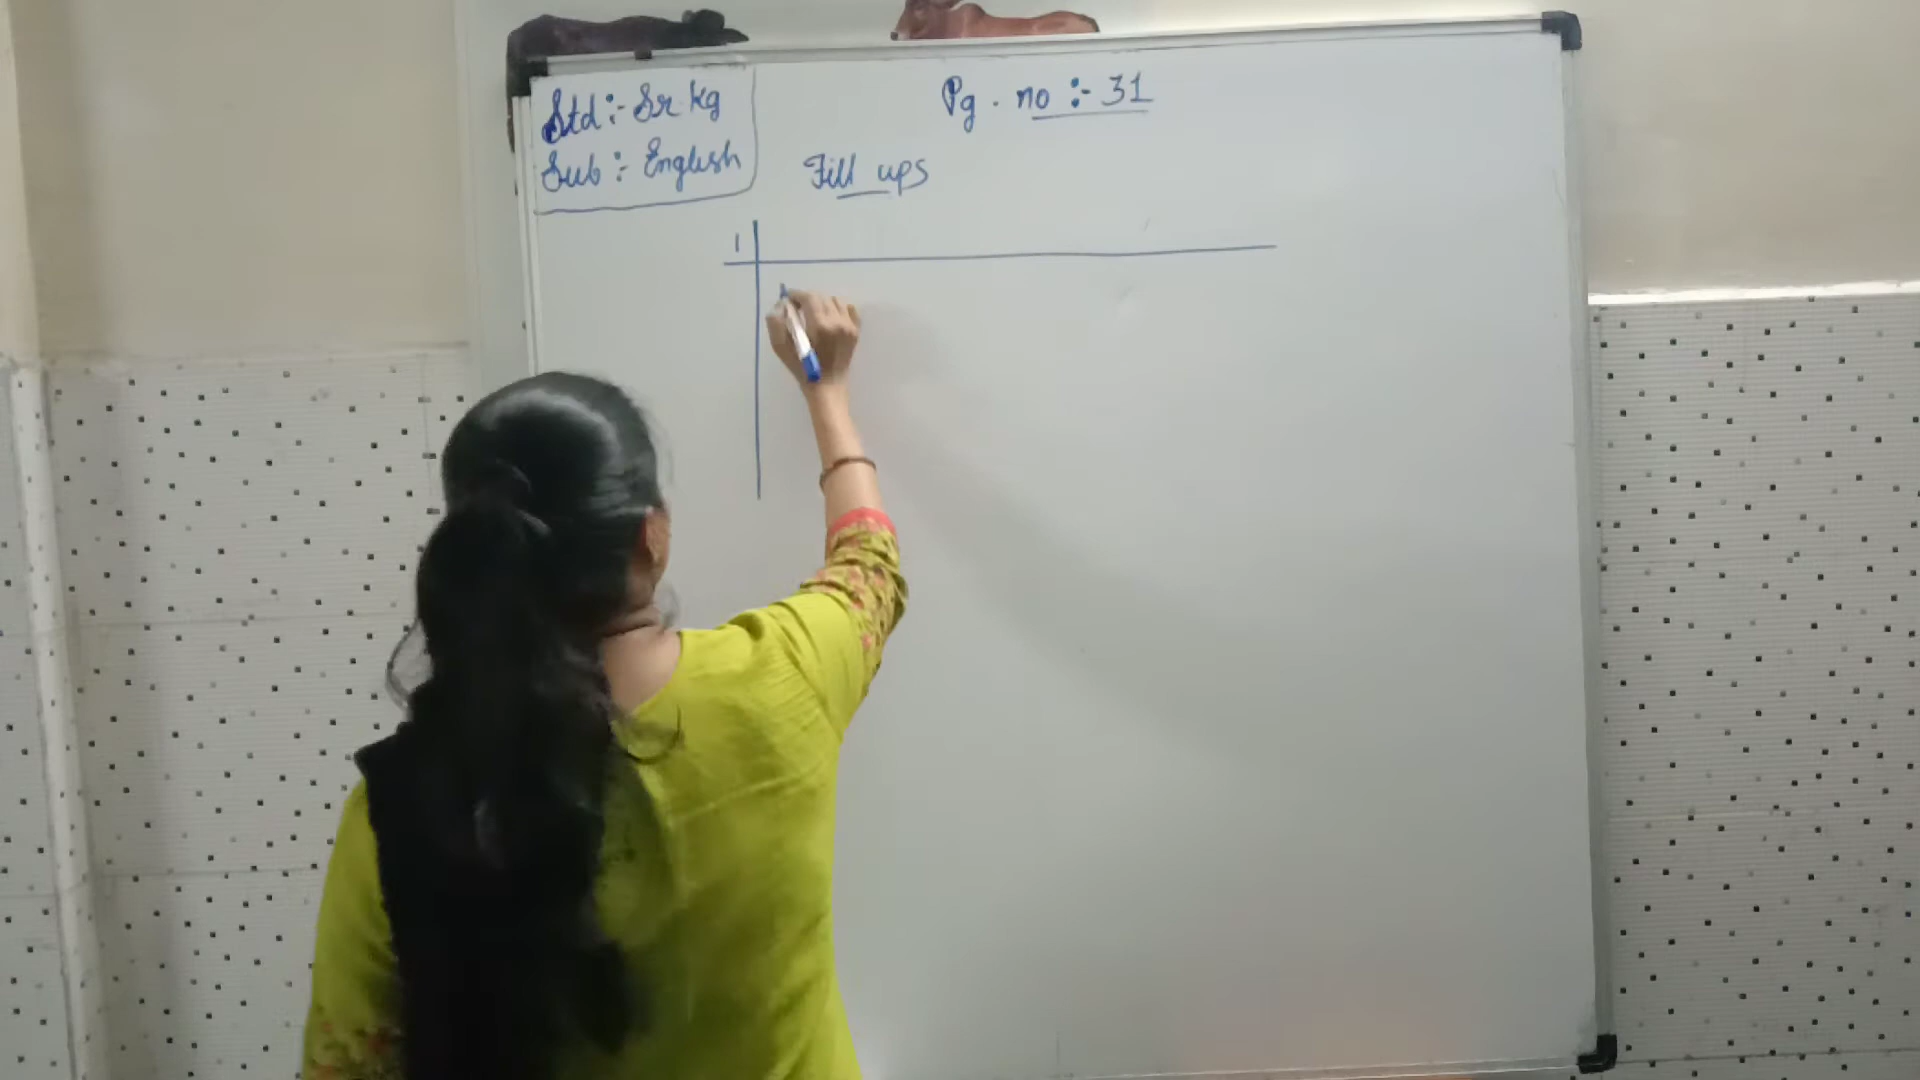 Std :- Sr. kg
Sub :- English
Pg. no :- 31
Fill ups
1